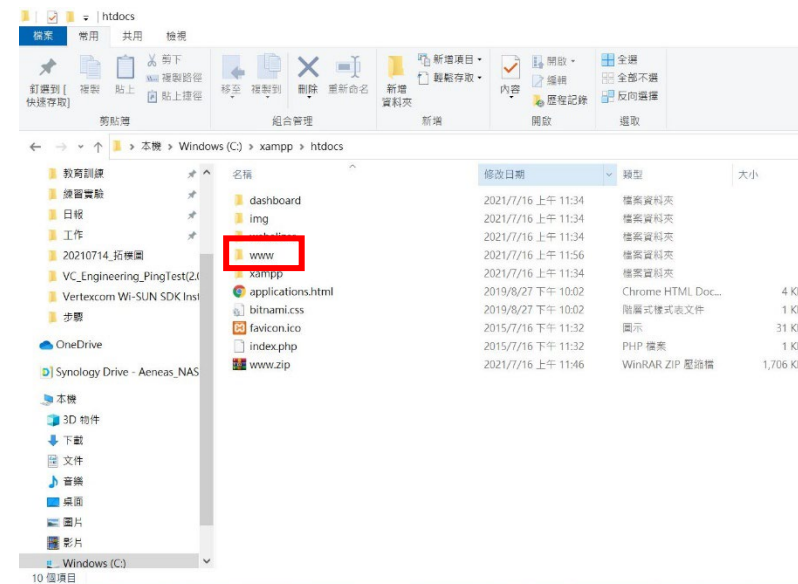 htdocs
檔案 常用 共用 檢視
釘選到 [快速存取] 複製 貼上 剪下 複製路徑 貼上捷徑
移至 複製到 刪除 重新命名
新增資料夾 新增項目 輕鬆存取
內容 開啟 編輯 歷程記錄
全選 全部不選 反向選擇
剪貼簿 組合管理 新增 開啟 選取
本機 > Windows (C:) > xampp > htdocs
名稱 修改日期 類型 大小
教育訓練
練習實驗
日報
工作
20210714_拓樸圖
VC_Engineering_PingTest(2.(
Vertexcom Wi-SUN SDK Inst
步驟
OneDrive
Synology Drive - Aeneas_NAS
本機
3D 物件
下載
文件
音樂
桌面
圖片
影片
Windows (C:)
dashboard 2021/7/16 上午 11:34 檔案資料夾
img 2021/7/16 上午 11:34 檔案資料夾
2021/7/16 上午 11:34 檔案資料夾
www 2021/7/16 上午 11:56 檔案資料夾
xampp 2021/7/16 上午 11:34 檔案資料夾
applications.html 2019/8/27 下午 10:02 Chrome HTML Doc... 4 K
bitnami.css 2019/8/27 下午 10:02 階層式樣式表文件 1 K
favicon.ico 2015/7/16 下午 11:32 圖示 31 K
index.php 2015/7/16 下午 11:32 PHP 檔案 1 K
www.zip 2021/7/16 上午 11:46 WinRAR ZIP 壓縮檔 1,706 K
10 個項目